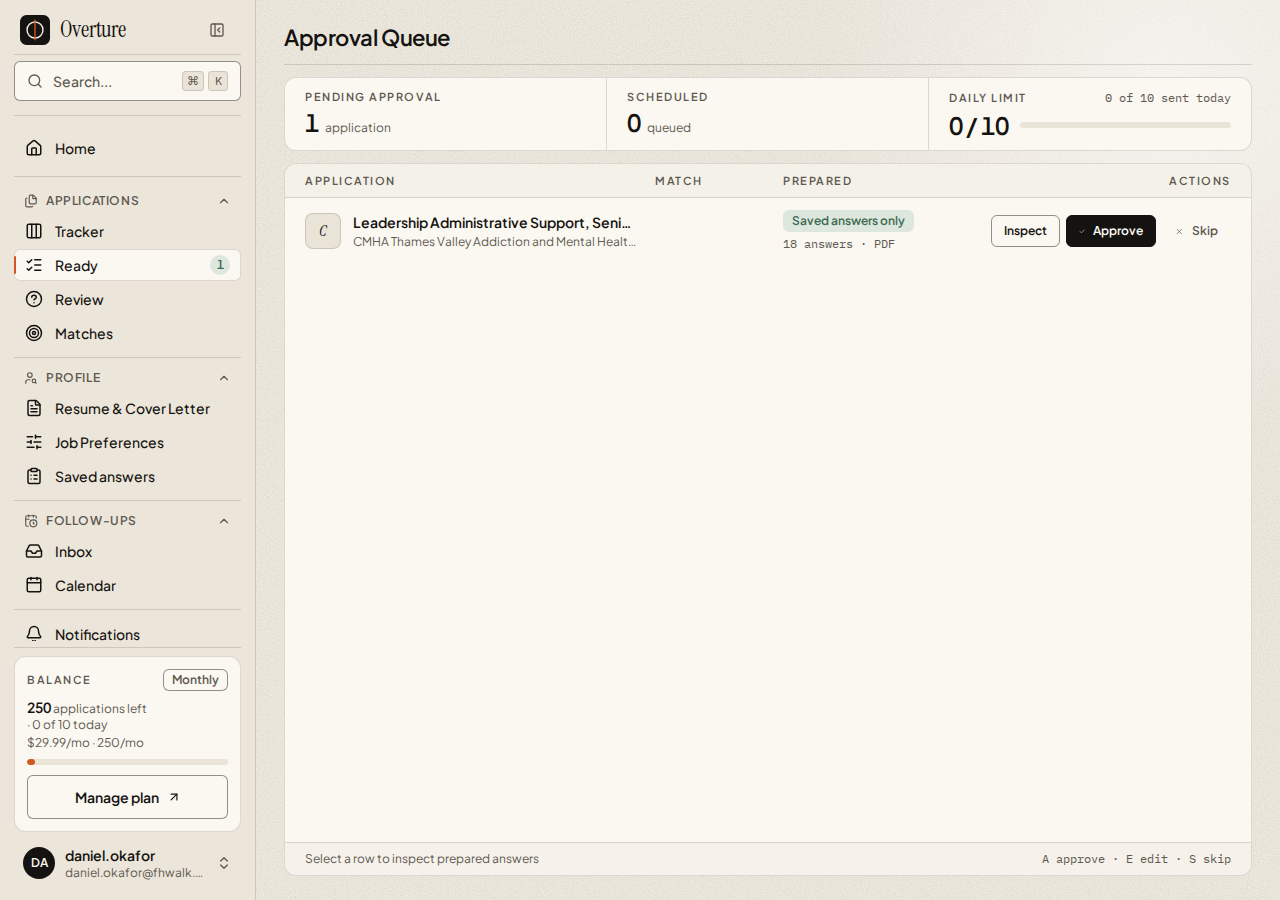 Overture
Search...
⌘ K
Home
APPLICATIONS
Tracker
Ready 1
Review
Matches
PROFILE
Resume & Cover Letter
Job Preferences
Saved answers
FOLLOW-UPS
Inbox
Calendar
Notifications
BALANCE Monthly
250 applications left
· 0 of 10 today
$29.99/mo · 250/mo
Manage plan
DA
daniel.okafor
daniel.okafor@fhwalk....
Approval Queue
PENDING APPROVAL
1 application
SCHEDULED
0 queued
DAILY LIMIT 0 of 10 sent today
0/10
APPLICATION MATCH PREPARED ACTIONS
C
Leadership Administrative Support, Seni...
CMHA Thames Valley Addiction and Mental Healt...
Saved answers only
18 answers · PDF
Inspect Approve Skip
Select a row to inspect prepared answers
A approve · E edit · S skip